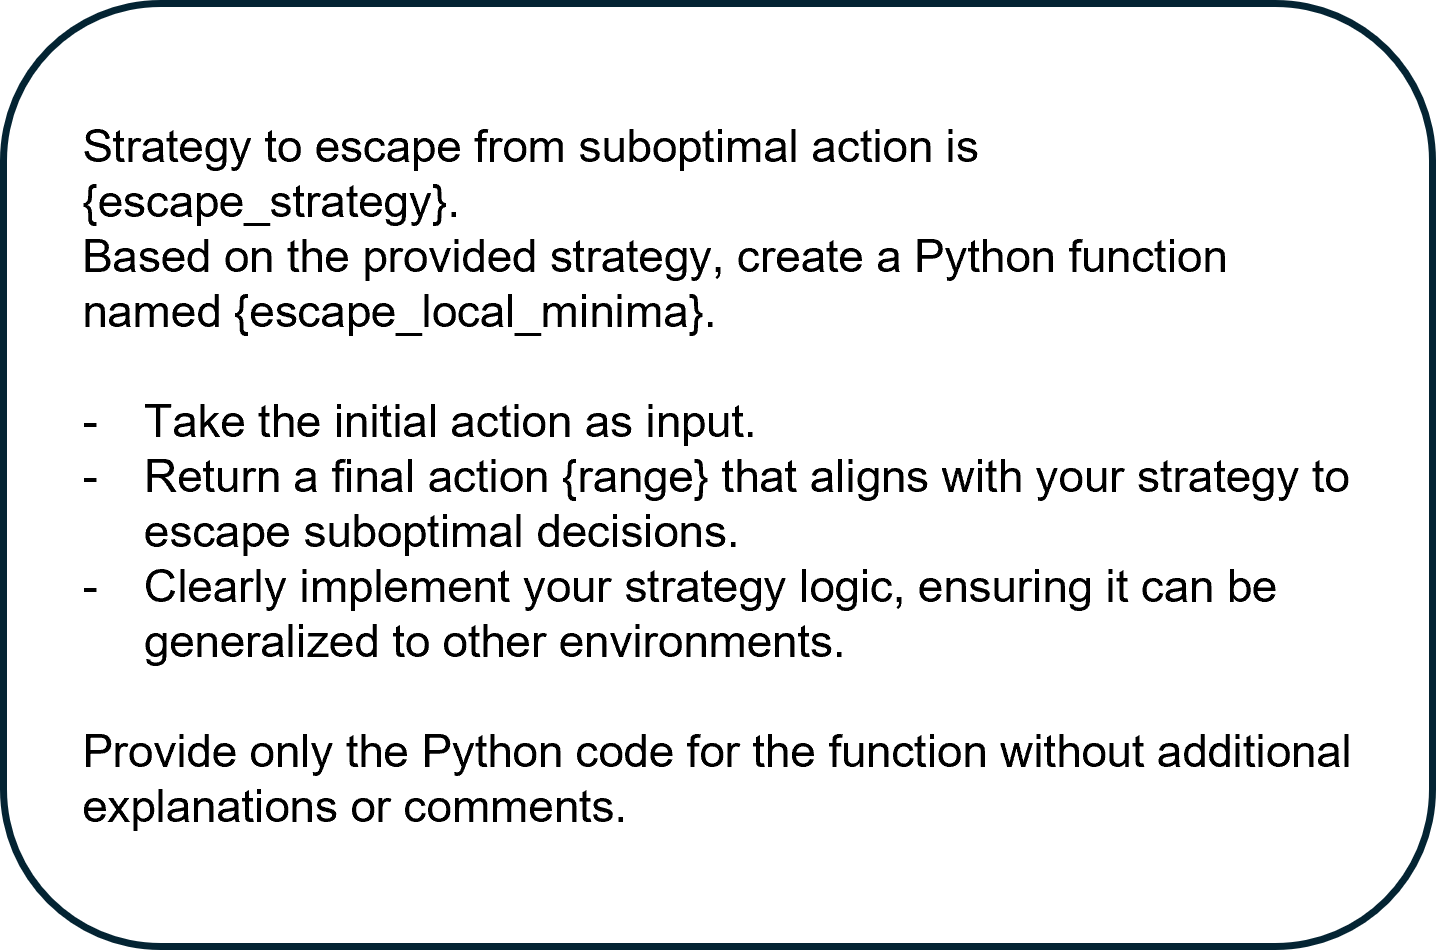 Strategy to escape from suboptimal action is
{escape_strategy}.
Based on the provided strategy, create a Python function
named {escape_local_minima}.
- Take the initial action as input.
- Return a final action {range} that aligns with your strategy to
escape suboptimal decisions.
- Clearly implement your strategy logic, ensuring it can be
generalized to other environments.
Provide only the Python code for the function without additional
explanations or comments.